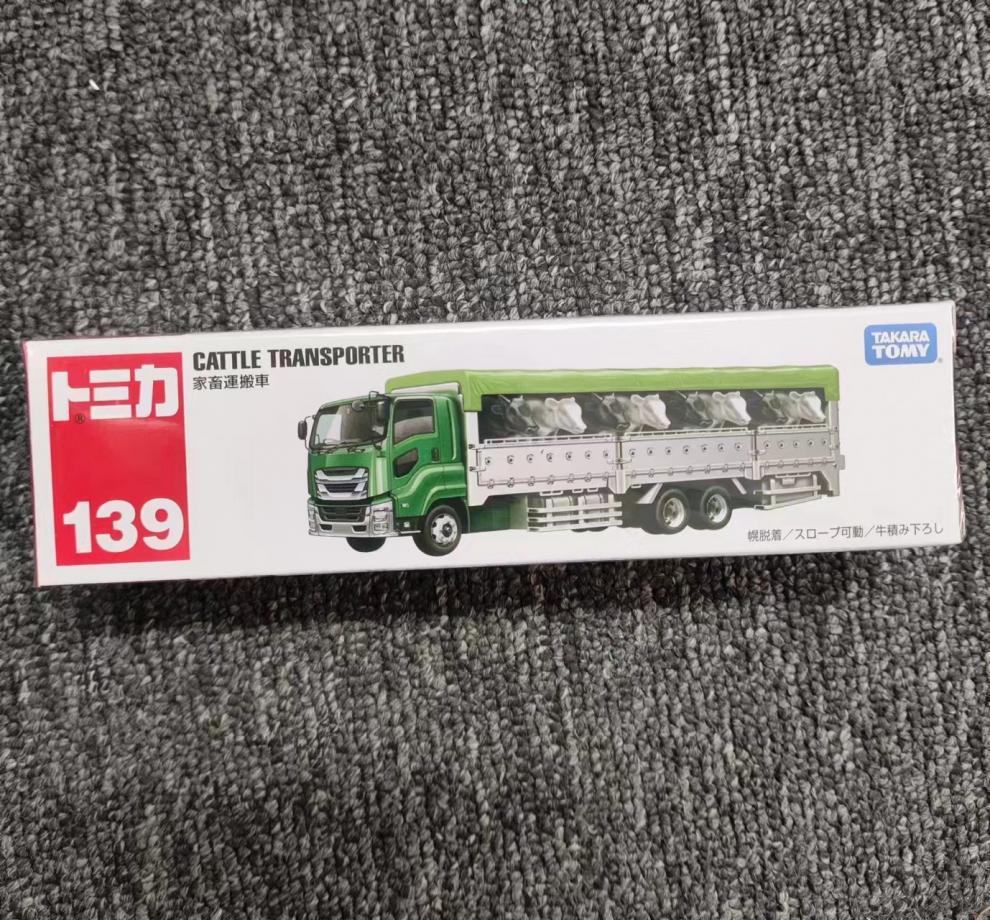 トミカ
®
139
CATTLE TRANSPORTER
家畜運搬車
TAKARA
TOMY®
幌脱着/スロープ可動/牛積み下ろし